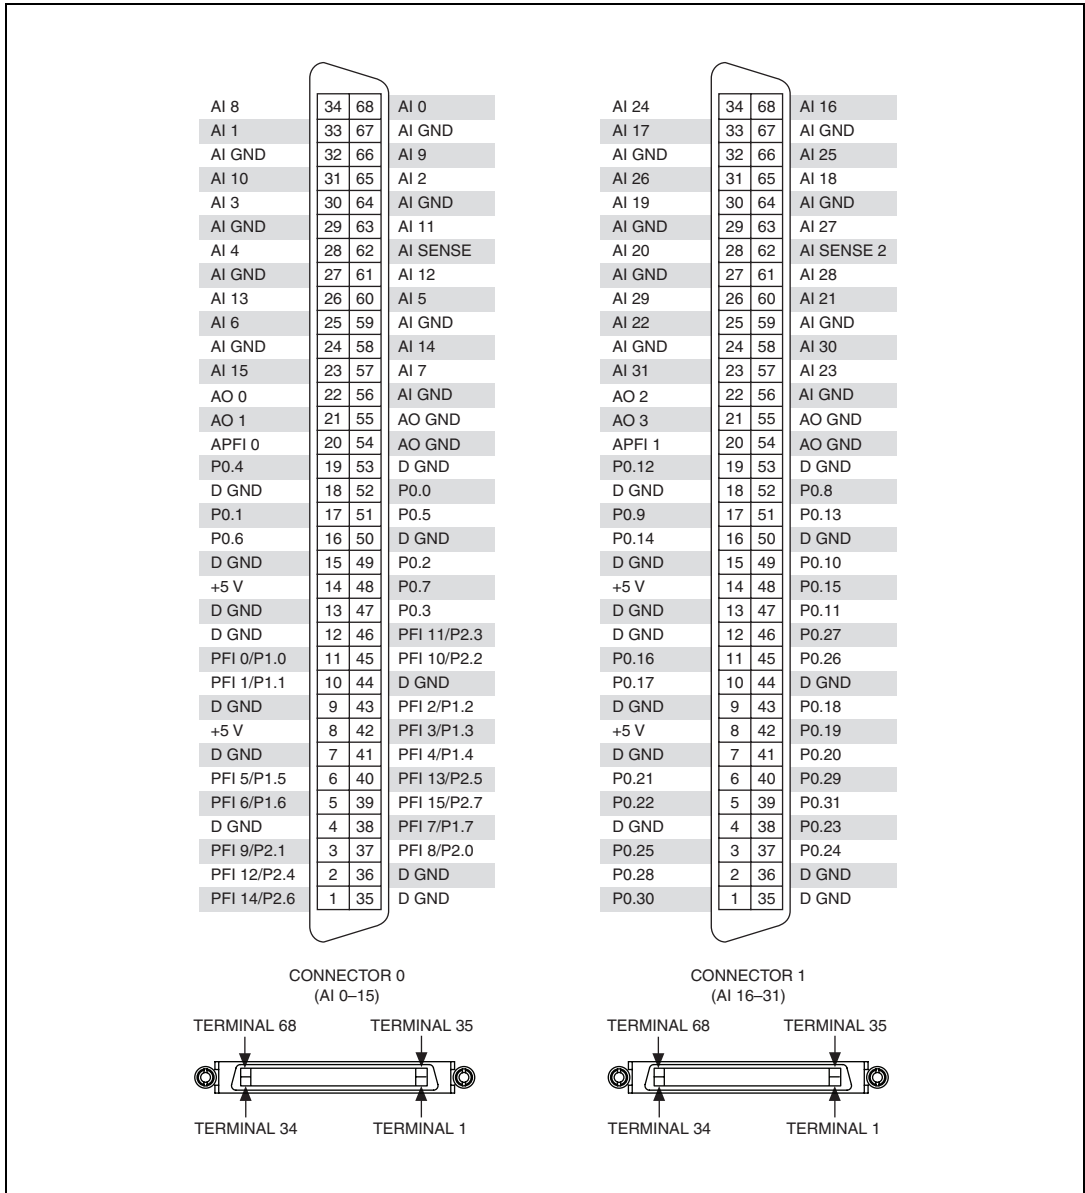 AI 8 34 68 AI 0 AI 24 34 68 AI 16
AI 1 33 67 AI GND AI 17 33 67 AI GND
AI GND 32 66 AI 9 AI GND 32 66 AI 25
AI 10 31 65 AI 2 AI 26 31 65 AI 18
AI 3 30 64 AI GND AI 19 30 64 AI GND
AI GND 29 63 AI 11 AI GND 29 63 AI 27
AI 4 28 62 AI SENSE AI 20 28 62 AI SENSE 2
AI GND 27 61 AI 12 AI GND 27 61 AI 28
AI 13 26 60 AI 5 AI 29 26 60 AI 21
AI 6 25 59 AI GND AI 22 25 59 AI GND
AI GND 24 58 AI 14 AI GND 24 58 AI 30
AI 15 23 57 AI 7 AI 31 23 57 AI 23
AO 0 22 56 AI GND AO 2 22 56 AI GND
AO 1 21 55 AO GND AO 3 21 55 AO GND
APFI 0 20 54 AO GND APFI 1 20 54 AO GND
P0.4 19 53 D GND P0.12 19 53 D GND
D GND 18 52 P0.0 D GND 18 52 P0.8
P0.1 17 51 P0.5 P0.9 17 51 P0.13
P0.6 16 50 D GND P0.14 16 50 D GND
D GND 15 49 P0.2 D GND 15 49 P0.10
+5 V 14 48 P0.7 +5 V 14 48 P0.15
D GND 13 47 P0.3 D GND 13 47 P0.11
D GND 12 46 PFI 11/P2.3 D GND 12 46 P0.27
PFI 0/P1.0 11 45 PFI 10/P2.2 P0.16 11 45 P0.26
PFI 1/P1.1 10 44 D GND P0.17 10 44 D GND
D GND 9 43 PFI 2/P1.2 D GND 9 43 P0.18
+5 V 8 42 PFI 3/P1.3 +5 V 8 42 P0.19
D GND 7 41 PFI 4/P1.4 D GND 7 41 P0.20
PFI 5/P1.5 6 40 PFI 13/P2.5 P0.21 6 40 P0.29
PFI 6/P1.6 5 39 PFI 15/P2.7 P0.22 5 39 P0.31
D GND 4 38 PFI 7/P1.7 D GND 4 38 P0.23
PFI 9/P2.1 3 37 PFI 8/P2.0 P0.25 3 37 P0.24
PFI 12/P2.4 2 36 D GND P0.28 2 36 D GND
PFI 14/P2.6 1 35 D GND P0.30 1 35 D GND
CONNECTOR 0 CONNECTOR 1
(AI 0–15) (AI 16–31)
TERMINAL 68 TERMINAL 35 TERMINAL 68 TERMINAL 35
TERMINAL 34 TERMINAL 1 TERMINAL 34 TERMINAL 1